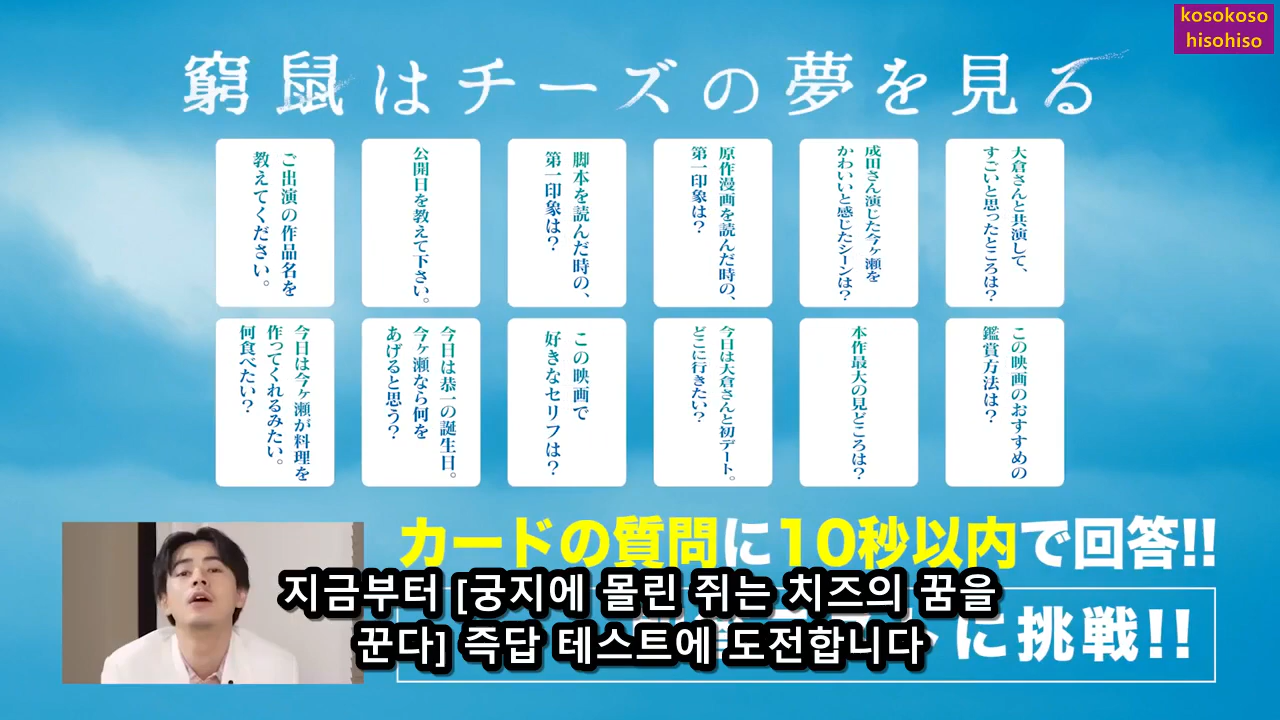 kosokoso
hisohiso
窮鼠はチーズの夢を見る
ご出演の作品名を
教えてください。
公開日を教えて下さい。
脚本を読んだ時の、
第一印象は？
原作漫画を読んだ時の、
第一印象は？
成田さん演じた今ヶ瀬を
かわいいと感じたシーンは？
大倉さんと共演して、
すごいと思ったところは？
今日は今ヶ瀬が料理を
作ってくれるみたい。
何食べたい？
今日は恭一の誕生日。
今ヶ瀬なら何を
あげると思う？
この映画で
好きなセリフは？
今日は大倉さんと初デート。
どこに行きたい？
本作最大の見どころは？
この映画のおすすめの
鑑賞方法は？
カードの質問に10秒以内で回答!!
に挑戦!!
지금부터 [궁지에 몰린 쥐는 치즈의 꿈을
꾼다] 즉답 테스트에 도전합니다